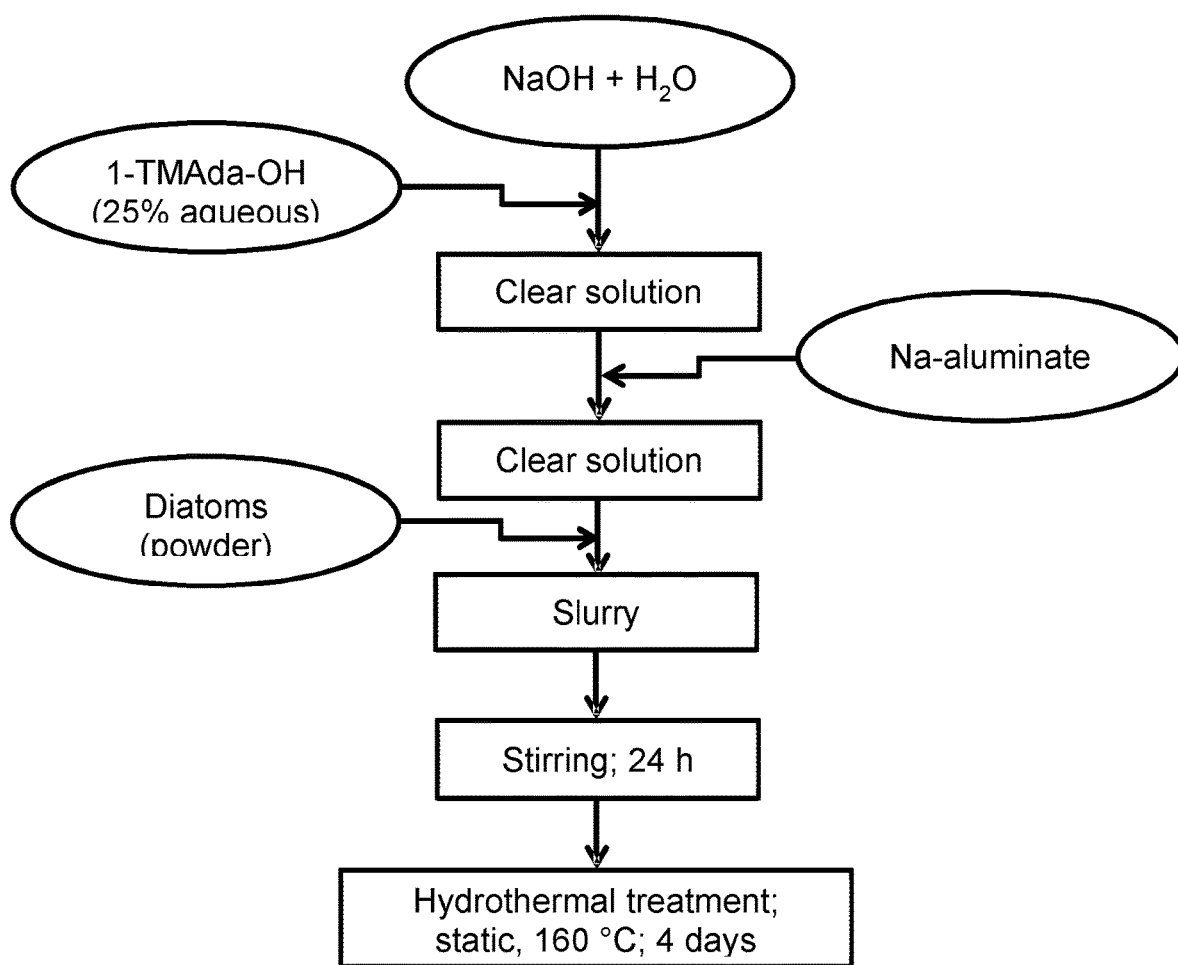 NaOH + H₂O
1-TMAda-OH
(25% aqueous)
Clear solution
Na-aluminate
Clear solution
Diatoms
(powder)
Slurry
Stirring; 24 h
Hydrothermal treatment;
static, 160 °C; 4 days